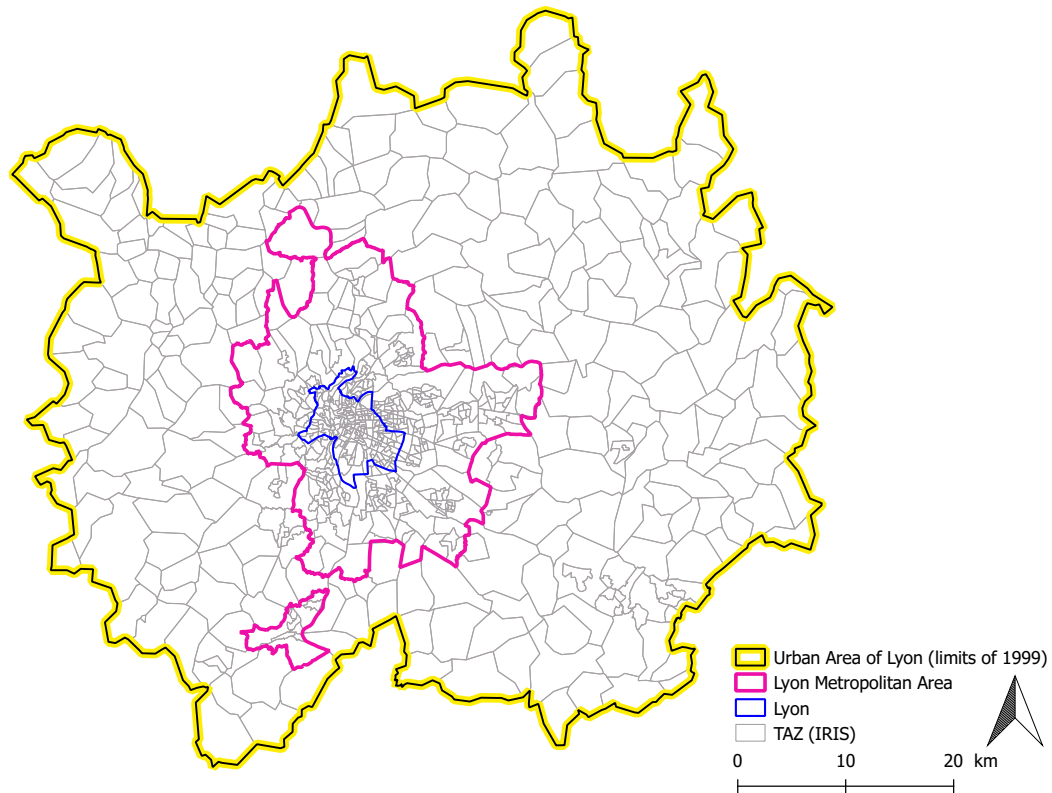 Urban Area of Lyon (limits of 1999)
Lyon Metropolitan Area
Lyon
TAZ (IRIS)
0 10 20 km